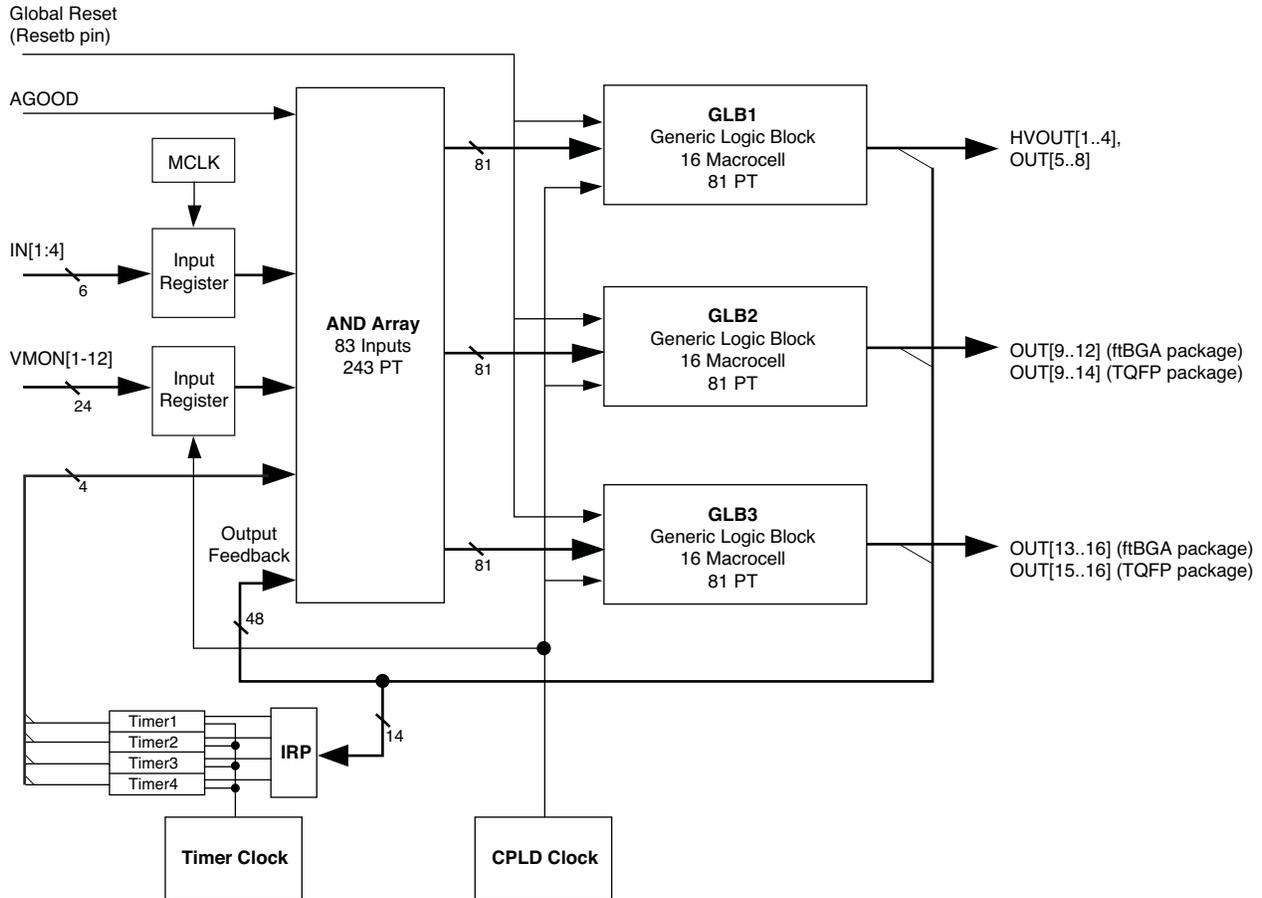 Global Reset
(Resetb pin)
AGOOD
MCLK
IN[1:4]
6
Input
Register
VMON[1-12]
24
Input
Register
4
Output
Feedback
48
AND Array
83 Inputs
243 PT
81
81
81
GLB1
Generic Logic Block
16 Macrocell
81 PT
HVOUT[1..4],
OUT[5..8]
GLB2
Generic Logic Block
16 Macrocell
81 PT
OUT[9..12] (ftBGA package)
OUT[9..14] (TQFP package)
GLB3
Generic Logic Block
16 Macrocell
81 PT
OUT[13..16] (ftBGA package)
OUT[15..16] (TQFP package)
Timer1
Timer2
Timer3
Timer4
IRP
14
Timer Clock
CPLD Clock